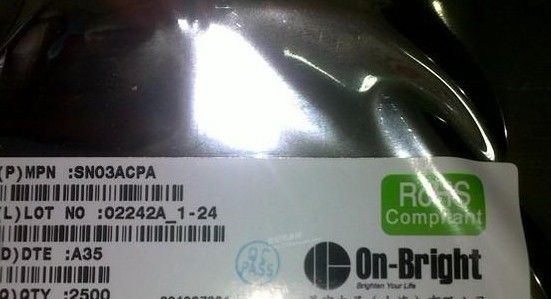 (P)MPN :SN03ACPA
(L)LOT NO :02242A_1-24
D)DTE :A35
Q)QTY :2500
RoHS
Compliant
QC
PASS
On-Bright
Brighten Your Life